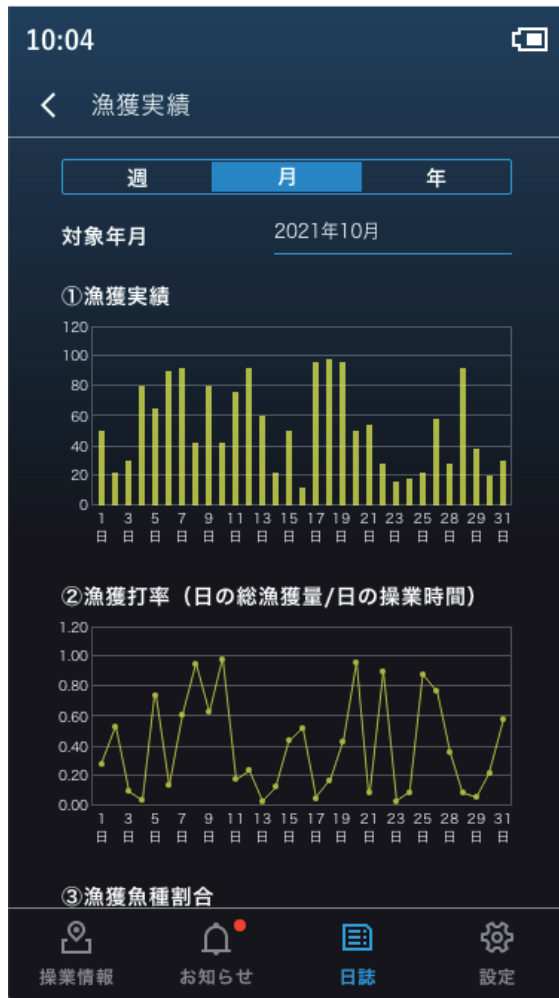 10:04
漁獲実績
週 月 年
対象年月 2021年10月
①漁獲実績
120
100
80
60
40
20
0
1 3 5 7 9 11 13 15 17 19 21 23 25 28 29 31
日 日 日 日 日 日 日 日 日 日 日 日 日 日 日 日
②漁獲打率（日の総漁獲量/日の操業時間）
1.20
1.00
0.80
0.60
0.40
0.20
0.00
1 3 5 7 9 11 13 15 17 19 21 23 25 28 29 31
日 日 日 日 日 日 日 日 日 日 日 日 日 日 日 日
③漁獲魚種割合
操業情報 お知らせ 日誌 設定